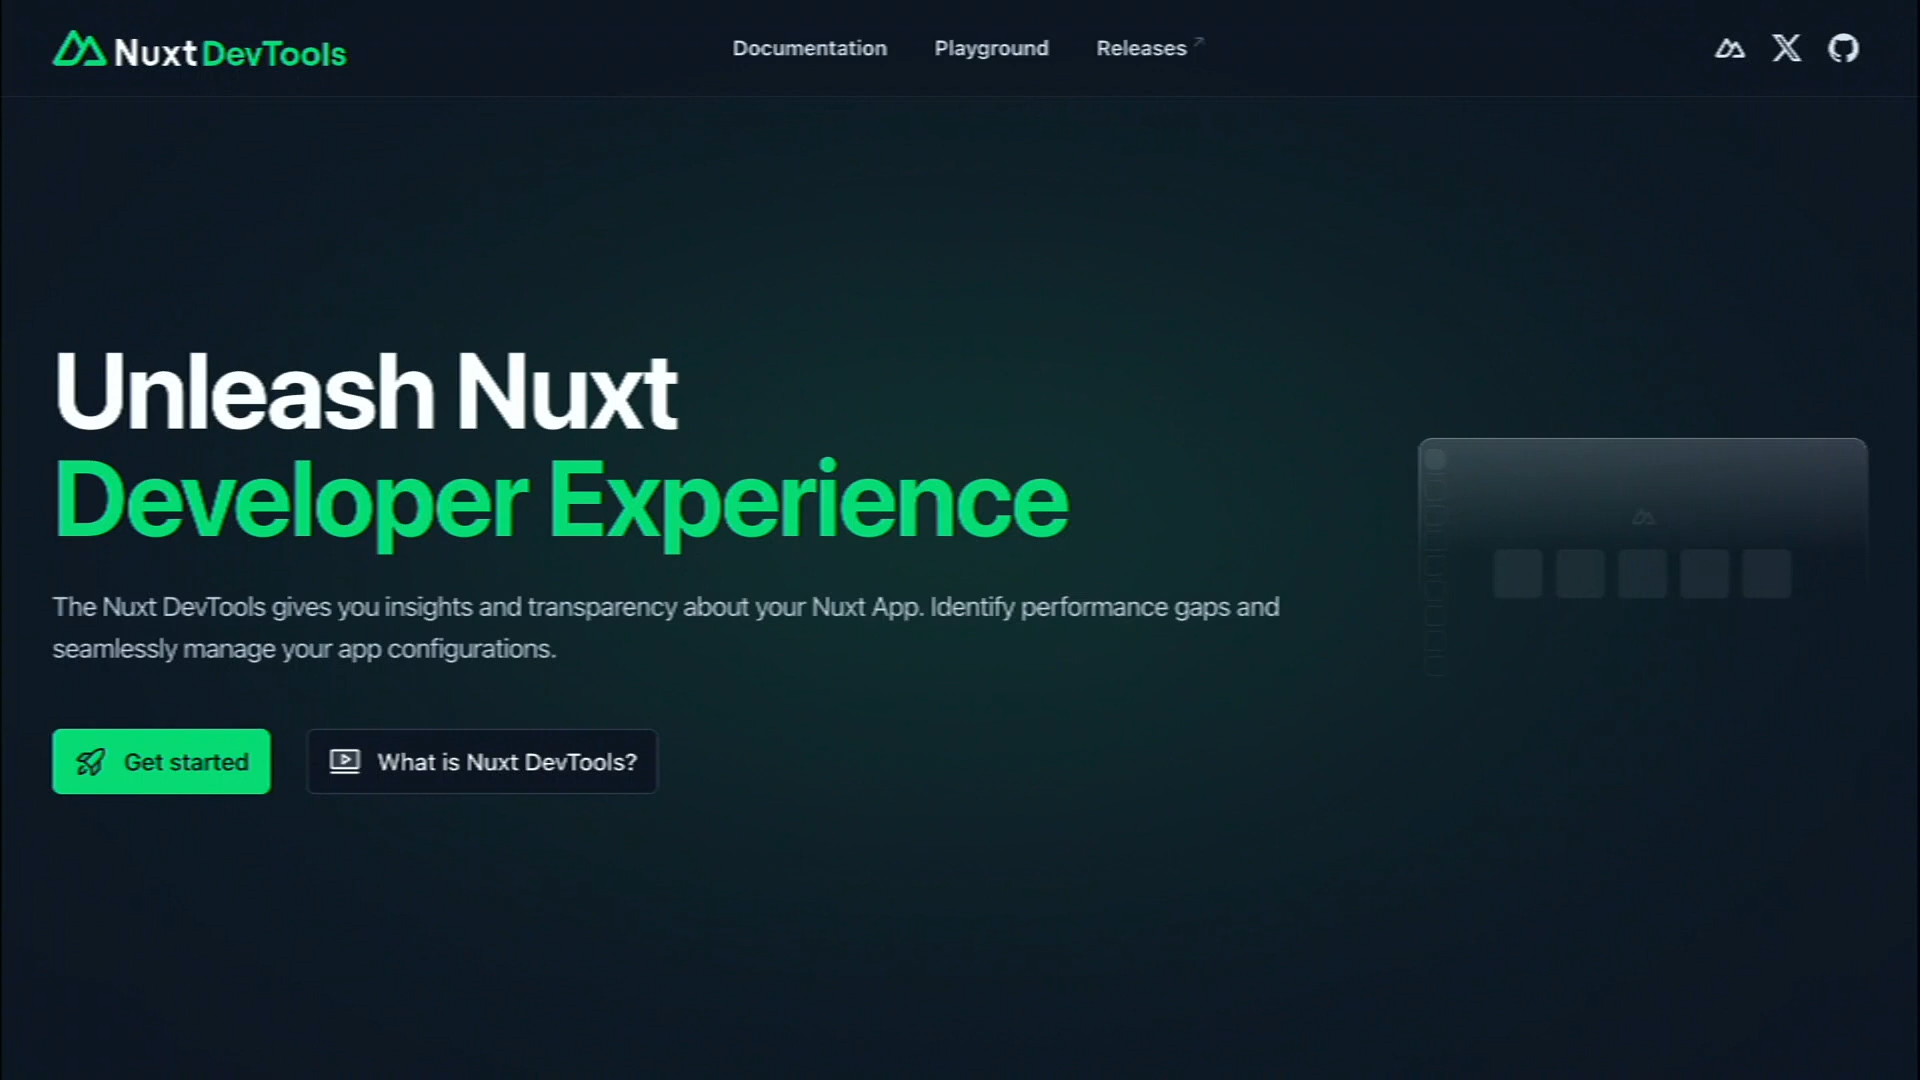 Nuxt DevTools
Documentation
Playground
Releases
Unleash Nuxt
Developer Experience
The Nuxt DevTools gives you insights and transparency about your Nuxt App. Identify performance gaps and
seamlessly manage your app configurations.
Get started
What is Nuxt DevTools?